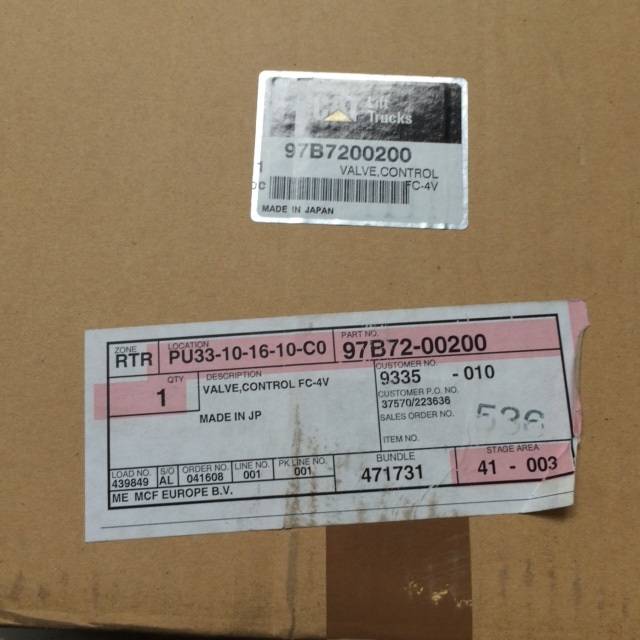 CAT Lift
Trucks
97B7200200
1 VALVE,CONTROL
FC-4V
MADE IN JAPAN
ZONE RTR LOCATION PU33-10-16-10-C0 PART NO. 97B72-00200
QTY 1 DESCRIPTION CUSTOMER NO.
VALVE,CONTROL FC-4V 9335 -010
CUSTOMER P.O. NO.
37570/223636
MADE IN JP SALES ORDER NO.
536
ITEM NO.
LOAD NO. S/O ORDER NO. LINE NO. PK.LINE NO. BUNDLE STAGE AREA
439849 AL 041608 001 001 471731 41 - 003
ME MCF EUROPE B.V.